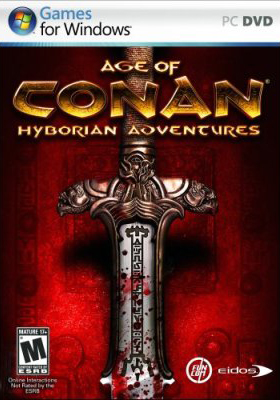 Games
for Windows
PC DVD
AGE OF
CONAN
HYBORIAN ADVENTURES
MATURE 17+
M
ESRB
Online Interactions
Not Rated by the
ESRB
FUNCOM
eidos